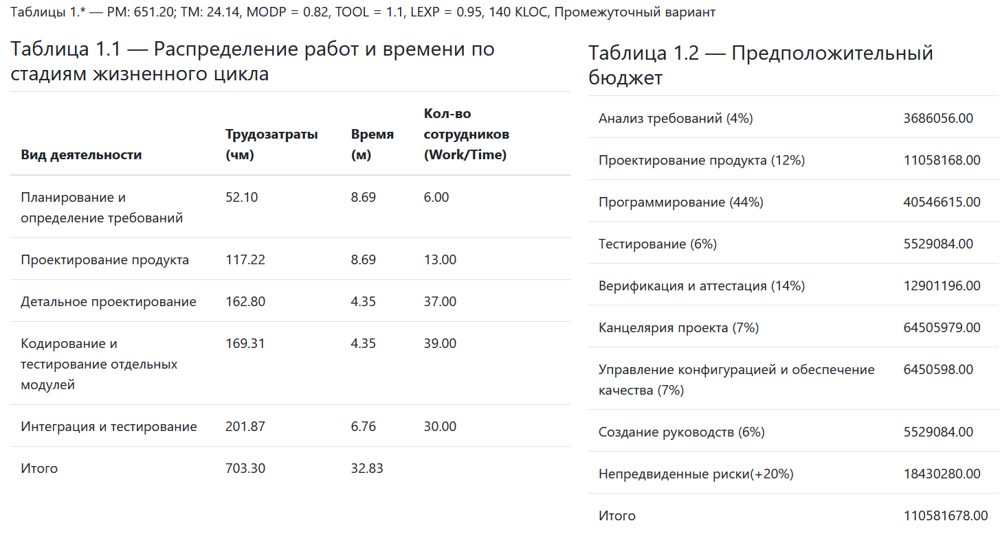 Таблицы 1.* — PM: 651.20; TM: 24.14, MODP = 0.82, TOOL = 1.1, LEXP = 0.95, 140 KLOC, Промежуточный вариант
Таблица 1.1 — Распределение работ и времени по
стадиям жизненного цикла
Вид деятельности
Трудозатраты
(чм)
Время
(м)
Кол-во
сотрудников
(Work/Time)
Планирование и
определение требований
52.10
8.69
6.00
Проектирование продукта
117.22
8.69
13.00
Детальное проектирование
162.80
4.35
37.00
Кодирование и
тестирование отдельных
модулей
169.31
4.35
39.00
Интеграция и тестирование
201.87
6.76
30.00
Итого
703.30
32.83
Таблица 1.2 — Предположительный
бюджет
Анализ требований (4%)
3686056.00
Проектирование продукта (12%)
11058168.00
Программирование (44%)
40546615.00
Тестирование (6%)
5529084.00
Верификация и аттестация (14%)
12901196.00
Канцелярия проекта (7%)
64505979.00
Управление конфигурацией и обеспечение
качества (7%)
6450598.00
Создание руководств (6%)
5529084.00
Непредвиденные риски(+20%)
18430280.00
Итого
110581678.00